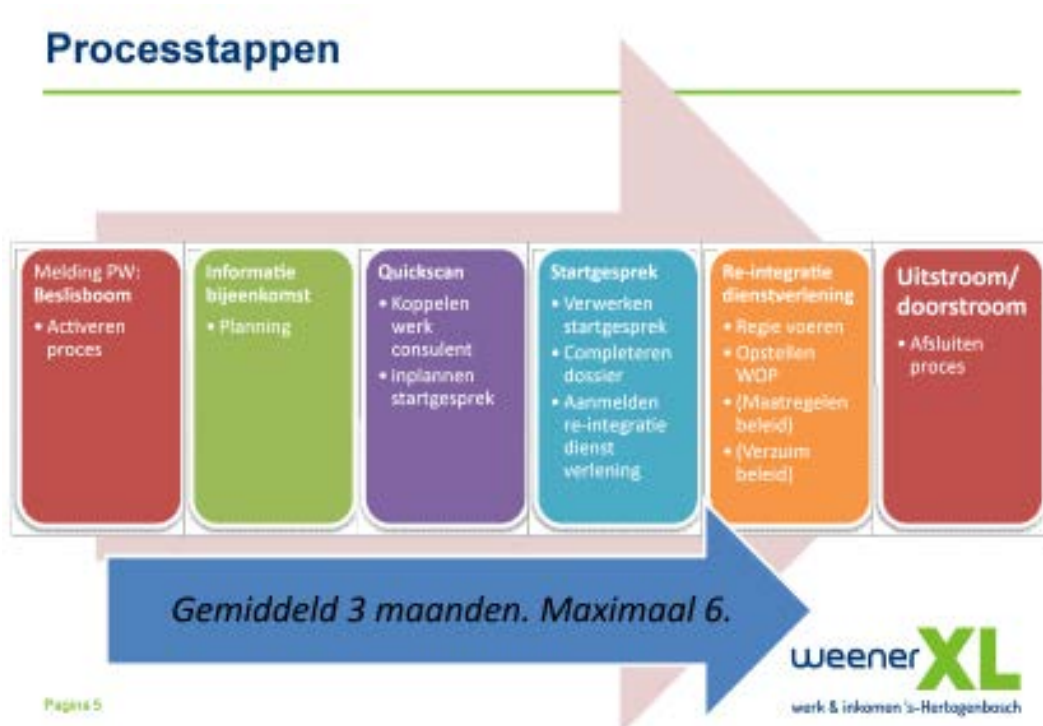 Processtappen
Melding PW:
Beslisboom
• Activeren
proces
Informatie
bijeenkomst
• Planning
Quickscan
• Koppelen
werk
consulent
• inplannen
startgesprek
Startgesprek
• Verwerken
startgesprek
• Completeren
dossier
• Aanmelden
re-integratie
dienst
verlening
Re-integratie
dienstverlening
• Regie voeren
• Opstellen
WOP
• (Maatregelen
beleid)
• (Verzuim
beleid)
Uitstroom/
doorstroom
• Afsluiten
proces
Gemiddeld 3 maanden. Maximaal 6.
weener XL
werk & inkomen 's-Hertogenbosch
Pagina 5